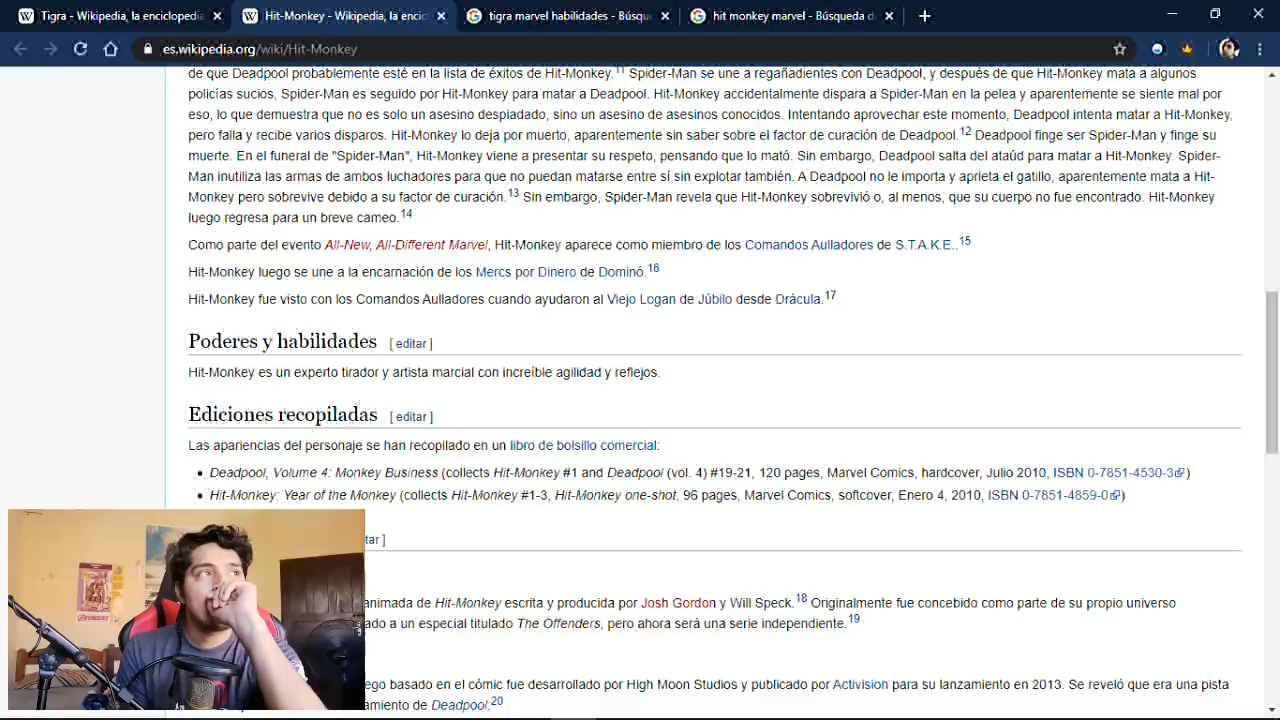 Tigra - Wikipedia, la enciclopedia
Hit-Monkey - Wikipedia, la enci
tigra marvel habilidades - Búsqu
hit monkey marvel - Búsqueda d
es.wikipedia.org/wiki/Hit-Monkey
de que Deadpool probablemente esté en la lista de éxitos de Hit-Monkey.11 Spider-Man se une a regañadientes con Deadpool, y después de que Hit-Monkey mata a algunos
policías sucios, Spider-Man es seguido por Hit-Monkey para matar a Deadpool. Hit-Monkey accidentalmente dispara a Spider-Man en la pelea y aparentemente se siente mal por
eso, lo que demuestra que no es solo un asesino despiadado, sino un asesino de asesinos conocidos. Intentando aprovechar este momento, Deadpool intenta matar a Hit-Monkey,
pero falla y recibe varios disparos. Hit-Monkey lo deja por muerto, aparentemente sin saber sobre el factor de curación de Deadpool.12 Deadpool finge ser Spider-Man y finge su
muerte. En el funeral de "Spider-Man", Hit-Monkey viene a presentar su respeto, pensando que lo mató. Sin embargo, Deadpool salta del ataúd para matar a Hit-Monkey. Spider-
Man inutiliza las armas de ambos luchadores para que no puedan matarse entre sí sin explotar también. A Deadpool no le importa y aprieta el gatillo, aparentemente mata a Hit-
Monkey pero sobrevive debido a su factor de curación.13 Sin embargo, Spider-Man revela que Hit-Monkey sobrevivió o, al menos, que su cuerpo no fue encontrado. Hit-Monkey
luego regresa para un breve cameo.14
Como parte del evento All-New, All-Different Marvel, Hit-Monkey aparece como miembro de los Comandos Aulladores de S.T.A.K.E..15
Hit-Monkey luego se une a la encarnación de los Mercs por Dinero de Dominó.16
Hit-Monkey fue visto con los Comandos Aulladores cuando ayudaron al Viejo Logan de Júbilo desde Drácula.17
Poderes y habilidades [ editar ]
Hit-Monkey es un experto tirador y artista marcial con increíble agilidad y reflejos.
Ediciones recopiladas [ editar ]
Las apariencias del personaje se han recopilado en un libro de bolsillo comercial:
• Deadpool, Volume 4: Monkey Business (collects Hit-Monkey #1 and Deadpool (vol. 4) #19-21, 120 pages, Marvel Comics, hardcover, Julio 2010, ISBN 0-7851-4530-3)
• Hit-Monkey: Year of the Monkey (collects Hit-Monkey #1-3, Hit-Monkey one-shot, 96 pages, Marvel Comics, softcover, Enero 4, 2010, ISBN 0-7851-4859-0)
tar ]
animada de Hit-Monkey escrita y producida por Josh Gordon y Will Speck.18 Originalmente fue concebido como parte de su propio universo
ado a un especial titulado The Offenders, pero ahora será una serie independiente.19
ego basado en el cómic fue desarrollado por High Moon Studios y publicado por Activision para su lanzamiento en 2013. Se reveló que era una pista
amiento de Deadpool.20
AVENGERS